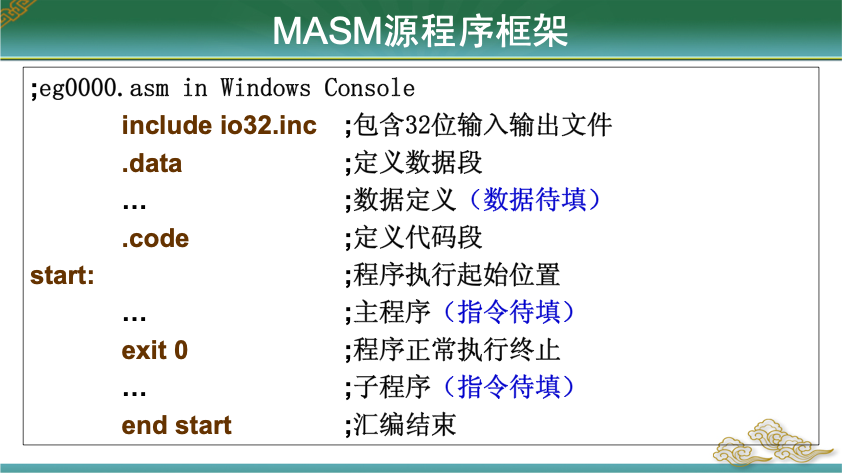 MASM源程序框架
;eg0000.asm in Windows Console
include io32.inc ;包含32位输入输出文件
.data ;定义数据段
… ;数据定义（数据待填）
.code ;定义代码段
start: ;程序执行起始位置
… ;主程序（指令待填）
exit 0 ;程序正常执行终止
… ;子程序（指令待填）
end start ;汇编结束